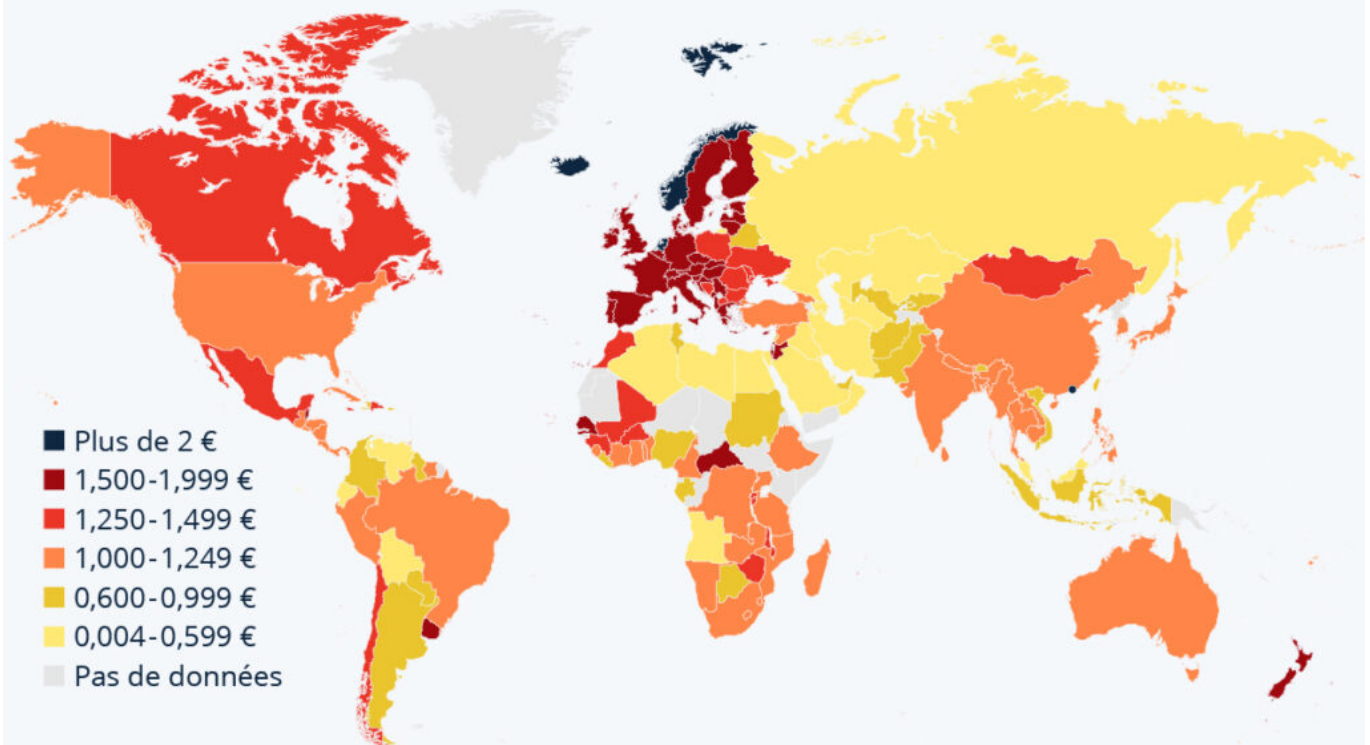 Plus de 2 €
1,500-1,999 €
1,250-1,499 €
1,000-1,249 €
0,600-0,999 €
0,004-0,599 €
Pas de données